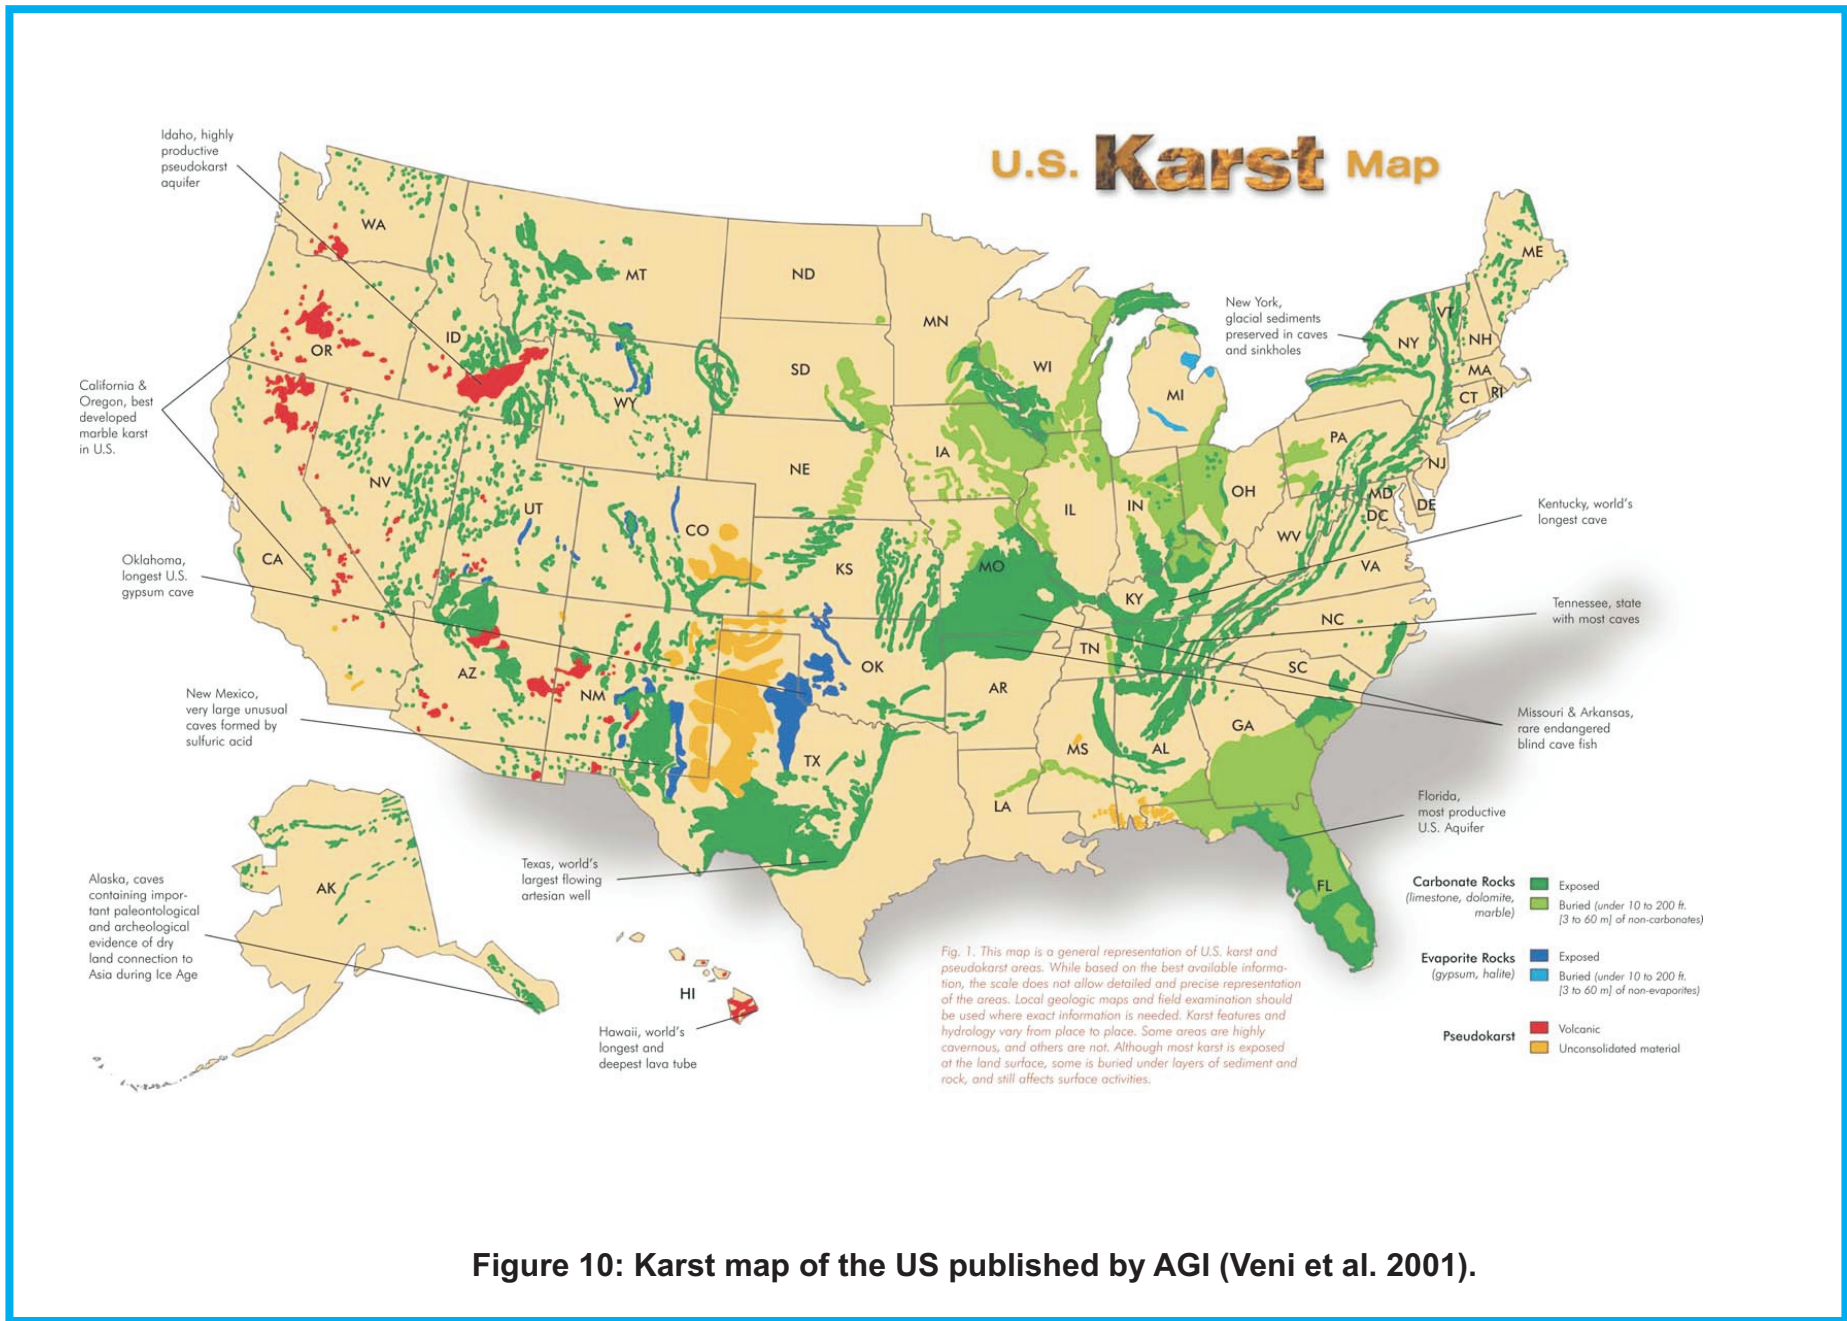 U.S. Karst Map
Idaho, highly
productive
pseudokarst
aquifer
California &
Oregon, best
developed
marble karst
in U.S.
Oklahoma,
longest U.S.
gypsum cave
New Mexico,
very large unusual
caves formed by
sulfuric acid
Alaska, caves
containing impor-
tant paleontological
and archeological
evidence of dry
land connection to
Asia during Ice Age
Texas, world's
largest flowing
artesian well
Hawaii, world's
longest and
deepest lava tube
New York,
glacial sediments
preserved in caves
and sinkholes
Kentucky, world's
longest cave
Tennessee, state
with most caves
Missouri & Arkansas,
rare endangered
blind cave fish
Florida,
most productive
U.S. Aquifer
WA
OR
CA
ID
NV
MT
WY
UT
AZ
CO
NM
ND
SD
NE
KS
OK
TX
MN
IA
MO
AR
LA
WI
IL
MI
IN
OH
KY
TN
MS
AL
GA
FL
SC
NC
VA
WV
DC
MD
DE
NJ
PA
NY
CT
RI
MA
VT
NH
ME
AK
HI
Carbonate Rocks
(limestone, dolomite,
marble)
Exposed
Buried (under 10 to 200 ft.
[3 to 60 m] of non-carbonates)
Evaporite Rocks
(gypsum, halite)
Exposed
Buried (under 10 to 200 ft.
[3 to 60 m] of non-evaporites)
Pseudokarst
Volcanic
Unconsolidated material
Fig. 1. This map is a general representation of U.S. karst and
pseudokarst areas. While based on the best available informa-
tion, the scale does not allow detailed and precise representation
of the areas. Local geologic maps and field examination should
be used where exact information is needed. Karst features and
hydrology vary from place to place. Some areas are highly
cavernous, and others are not. Although most karst is exposed
at the land surface, some is buried under layers of sediment and
rock, and still affects surface activities.
Figure 10: Karst map of the US published by AGI (Veni et al. 2001).